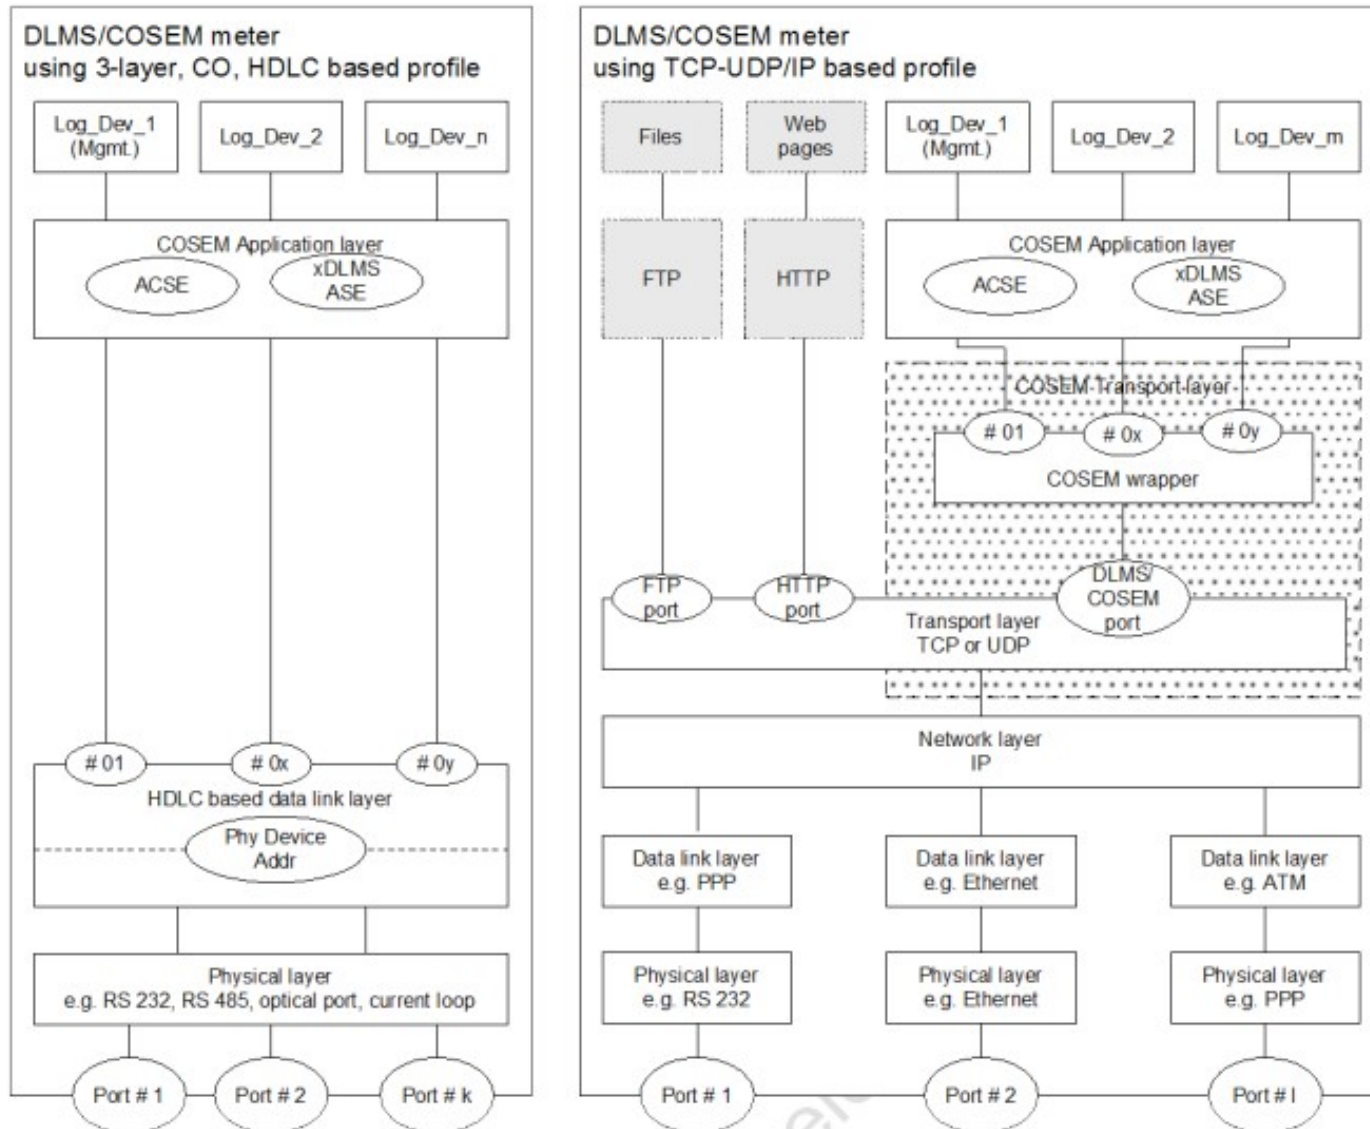 DLMS/COSEM meter
using 3-layer, CO, HDLC based profile
Log_Dev_1
(Mgmt.)
Log_Dev_2
Log_Dev_n
COSEM Application layer
ACSE
xDLMS
ASE
# 01
# 0x
# 0y
HDLC based data link layer
Phy Device
Addr
Physical layer
e.g. RS 232, RS 485, optical port, current loop
Port # 1
Port # 2
Port # k
DLMS/COSEM meter
using TCP-UDP/IP based profile
Files
Web
pages
Log_Dev_1
(Mgmt.)
Log_Dev_2
Log_Dev_m
FTP
HTTP
COSEM Application layer
ACSE
xDLMS
ASE
COSEM Transport layer
# 01
# 0x
# 0y
COSEM wrapper
FTP
port
HTTP
port
DLMS/
COSEM
port
Transport layer
TCP or UDP
Network layer
IP
Data link layer
e.g. PPP
Data link layer
e.g. Ethernet
Data link layer
e.g. ATM
Physical layer
e.g. RS 232
Physical layer
e.g. Ethernet
Physical layer
e.g. PPP
Port # 1
Port # 2
Port # l